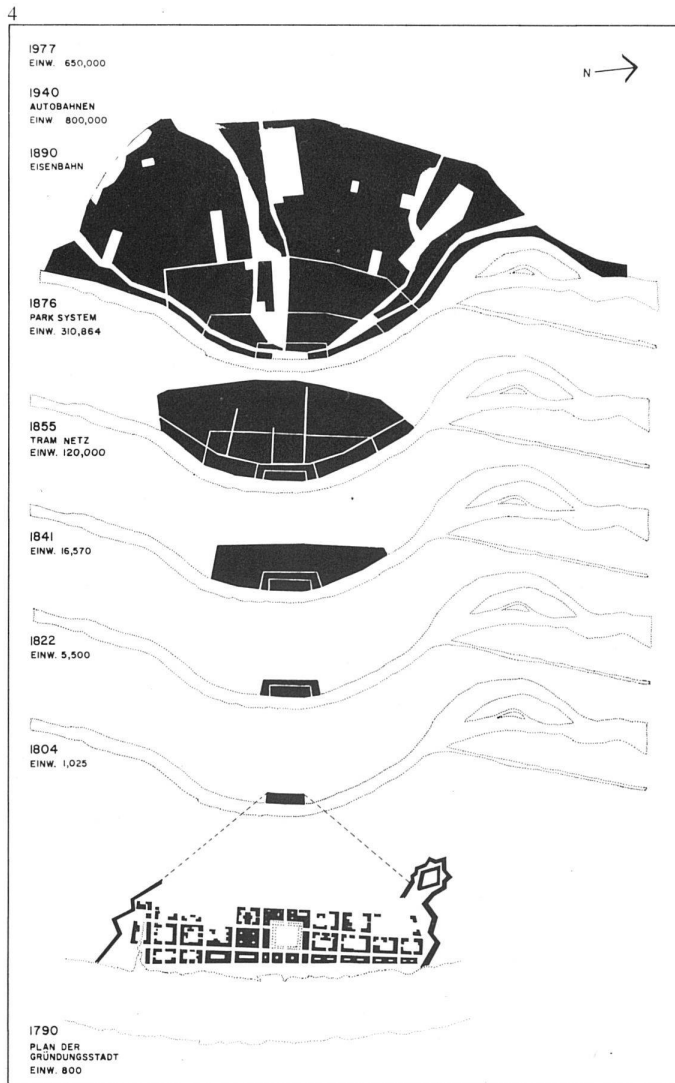 4
1977
EINW. 650,000
N
1940
AUTOBAHNEN
EINW 800,000
1890
EISENBAHN
1876
PARK SYSTEM
EINW. 310,864
1855
TRAM NETZ
EINW. 120,000
1841
EINW. 16,570
1822
EINW. 5,500
1804
EINW. 1,025
1790
PLAN DER
GRÜNDUNGSSTADT
EINW. 800